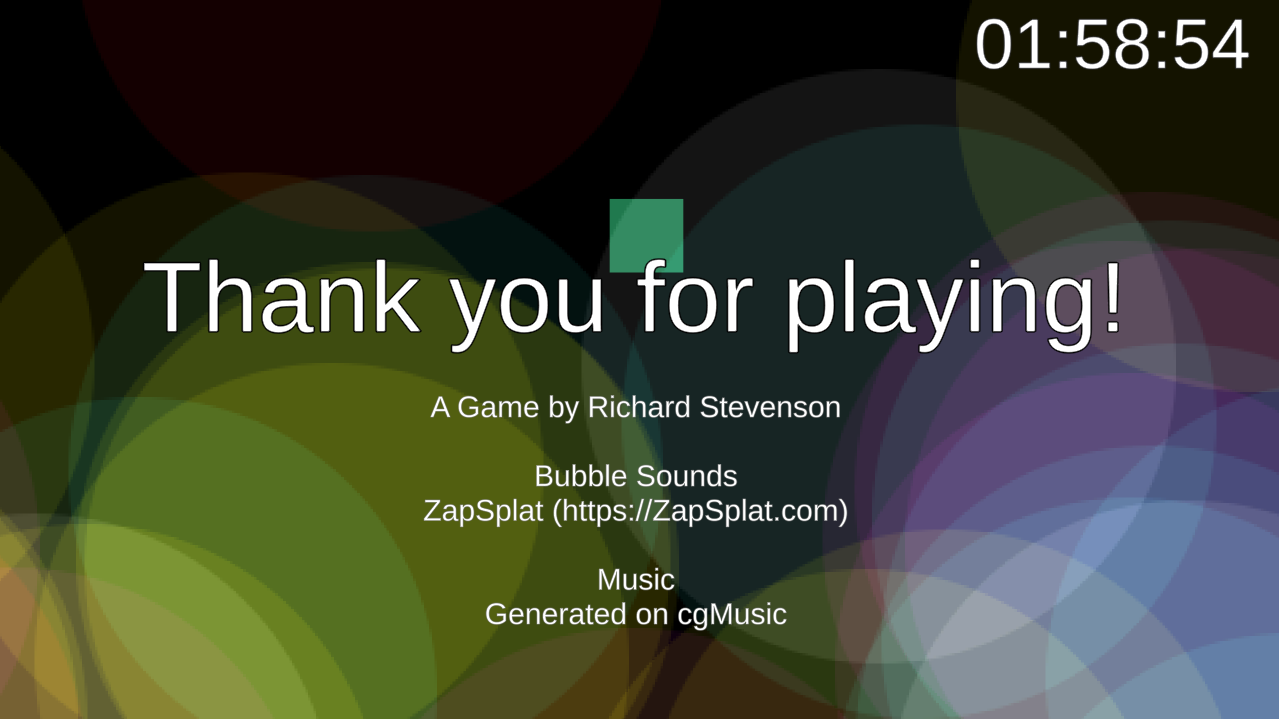 01:58:54
Thank you for playing!
A Game by Richard Stevenson
Bubble Sounds
ZapSplat (https://ZapSplat.com)
Music
Generated on cgMusic